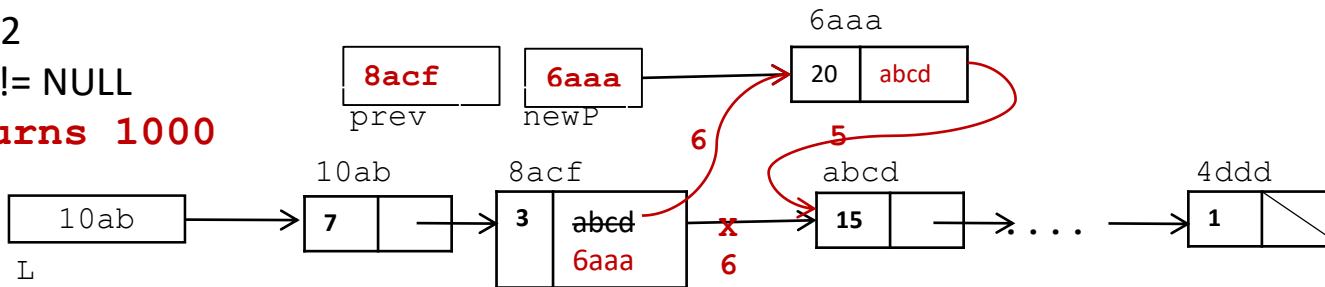 2
!= NULL
urns 1000
8acf
prev
6aaa
newP
6aaa
20 abcd
6
5
10ab
L
10ab
7
8acf
3 abcd
6aaa
x
6
abcd
15
....
4ddd
1